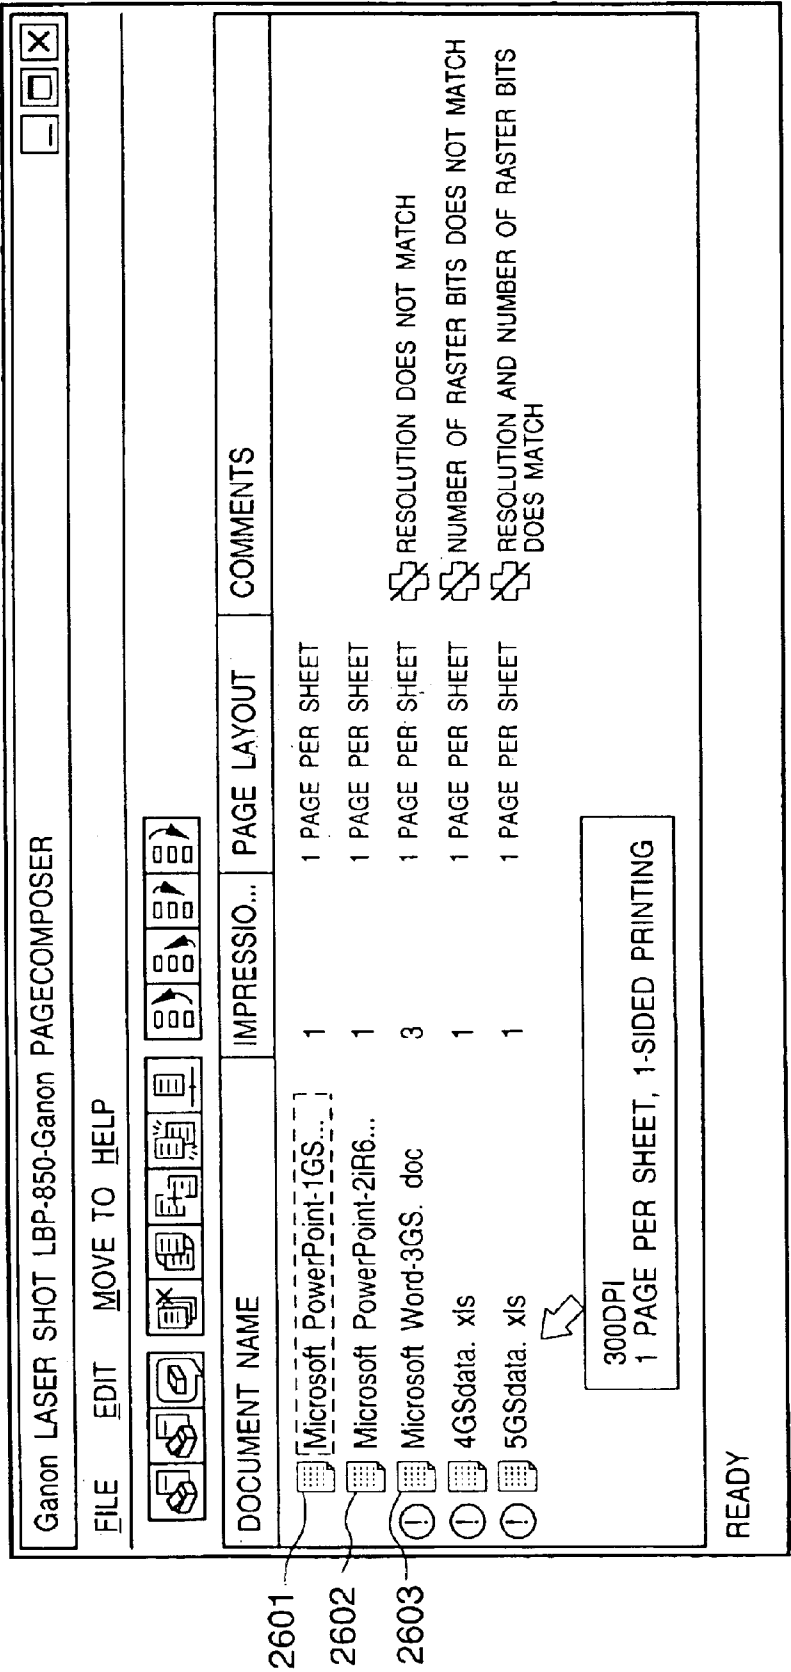 Ganon LASER SHOT LBP-850-Ganon PAGECOMPOSER
FILE EDIT MOVE TO HELP
DOCUMENT NAME IMPRESSIO... PAGE LAYOUT COMMENTS
2601 Microsoft PowerPoint-1GS... 1 1 PAGE PER SHEET
2602 Microsoft PowerPoint-2iR6... 1 1 PAGE PER SHEET
2603 Microsoft Word-3GS. doc 3 1 PAGE PER SHEET RESOLUTION DOES NOT MATCH
4GSdata. xls 1 1 PAGE PER SHEET NUMBER OF RASTER BITS DOES NOT MATCH
5GSdata. xls 1 1 PAGE PER SHEET RESOLUTION AND NUMBER OF RASTER BITS
DOES MATCH
300DPI
1 PAGE PER SHEET, 1-SIDED PRINTING
READY